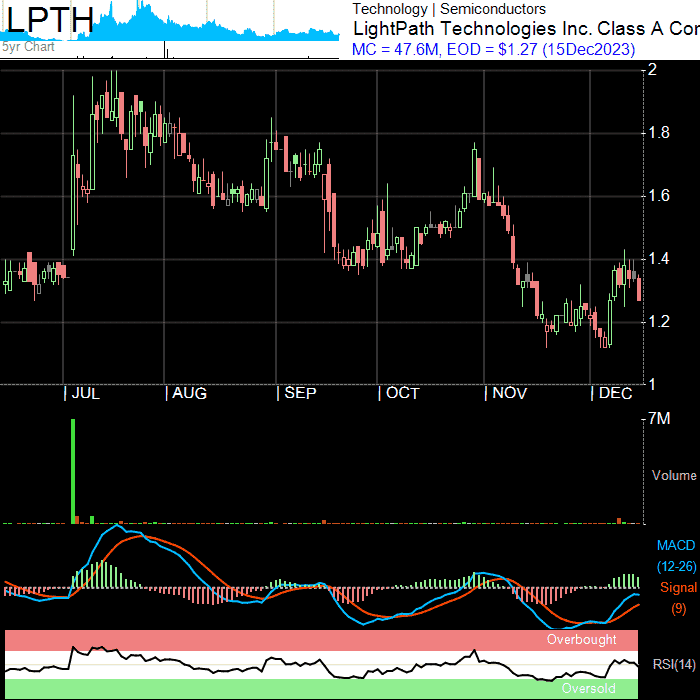 LPTH
5yr Chart
Technology | Semiconductors
LightPath Technologies Inc. Class A Cor
MC = 47.6M, EOD = $1.27 (15Dec2023)
2
1.8
1.6
1.4
1.2
1
JUL AUG SEP OCT NOV DEC
7M
Volume
MACD
(12-26)
Signal
(9)
Overbought
RSI(14)
Oversold